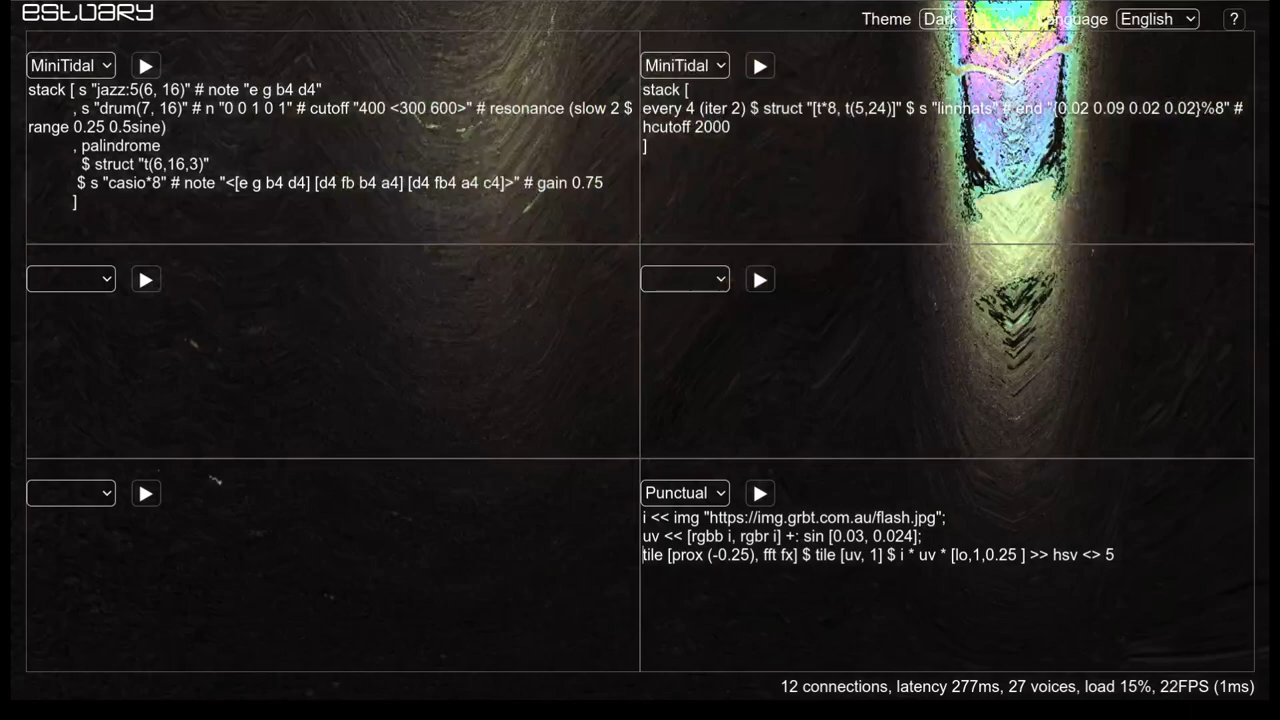 ESTUARY
Theme Dark Language English ?
MiniTidal
stack [ s "jazz:5(6, 16)" # note "e g b4 d4"
, s "drum(7, 16)" # n "0 0 1 0 1" # cutoff "400 <300 600>" # resonance (slow 2 $
range 0.25 0.5sine)
, palindrome
$ struct "t(6,16,3)"
$ s "casio*8" # note "<[e g b4 d4] [d4 fb b4 a4] [d4 fb4 a4 c4]>" # gain 0.75
]
MiniTidal
stack [
every 4 (iter 2) $ struct "[t*8, t(5,24)]" $ s "linnhats" # end "{0.02 0.09 0.02 0.02}%8" #
hcutoff 2000
]
Punctual
i << img "https://img.grbt.com.au/flash.jpg";
uv << [rgbb i, rgbr i] +: sin [0.03, 0.024];
tile [prox (-0.25), fft fx] $ tile [uv, 1] $ i * uv * [lo,1,0.25 ] >> hsv <> 5
12 connections, latency 277ms, 27 voices, load 15%, 22FPS (1ms)